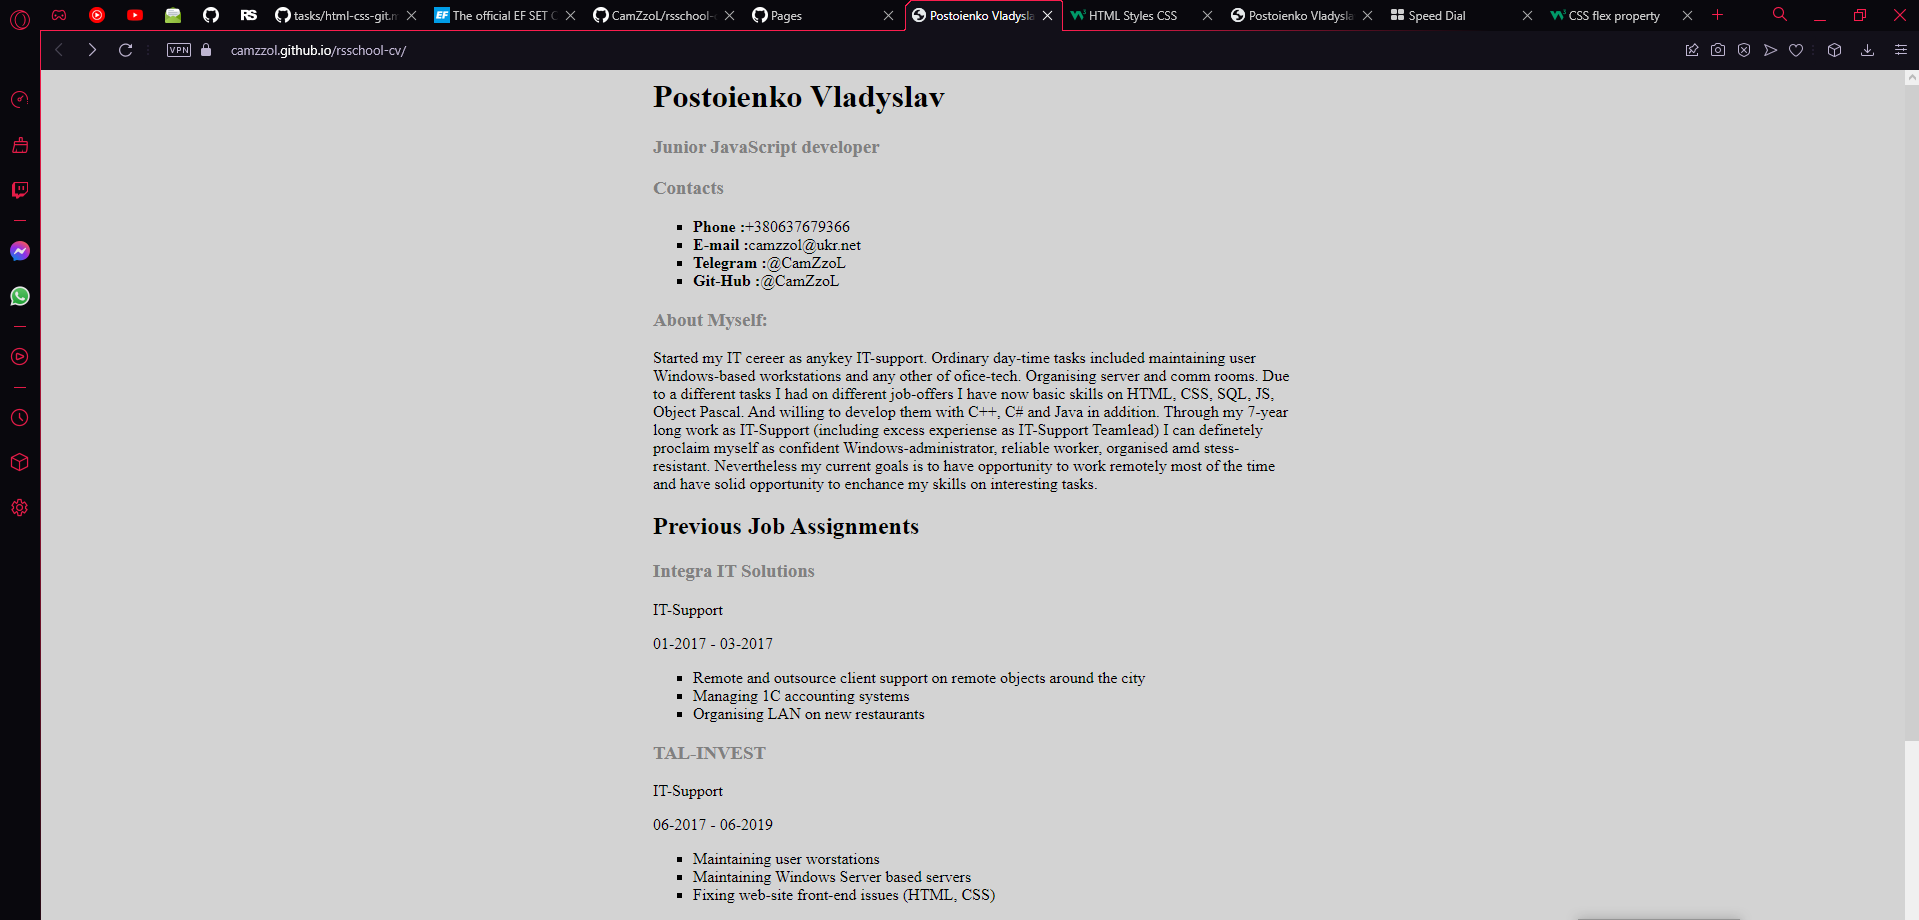 RS
tasks/html-css-git.m
EF The official EF SET C
CamZzoL/rsschool-c
Pages
Postoienko Vladysla
HTML Styles CSS
Postoienko Vladysla
Speed Dial
CSS flex property
VPN
camzzol.github.io/rsschool-cv/
Postoienko Vladyslav
Junior JavaScript developer
Contacts
Phone :+380637679366
E-mail :camzzol@ukr.net
Telegram :@CamZzoL
Git-Hub :@CamZzoL
About Myself:
Started my IT cereer as anykey IT-support. Ordinary day-time tasks included maintaining user
Windows-based workstations and any other of ofice-tech. Organising server and comm rooms. Due
to a different tasks I had on different job-offers I have now basic skills on HTML, CSS, SQL, JS,
Object Pascal. And willing to develop them with C++, C# and Java in addition. Through my 7-year
long work as IT-Support (including excess experiense as IT-Support Teamlead) I can definetely
proclaim myself as confident Windows-administrator, reliable worker, organised amd stess-
resistant. Nevertheless my current goals is to have opportunity to work remotely most of the time
and have solid opportunity to enchance my skills on interesting tasks.
Previous Job Assignments
Integra IT Solutions
IT-Support
01-2017 - 03-2017
Remote and outsource client support on remote objects around the city
Managing 1C accounting systems
Organising LAN on new restaurants
TAL-INVEST
IT-Support
06-2017 - 06-2019
Maintaining user worstations
Maintaining Windows Server based servers
Fixing web-site front-end issues (HTML, CSS)